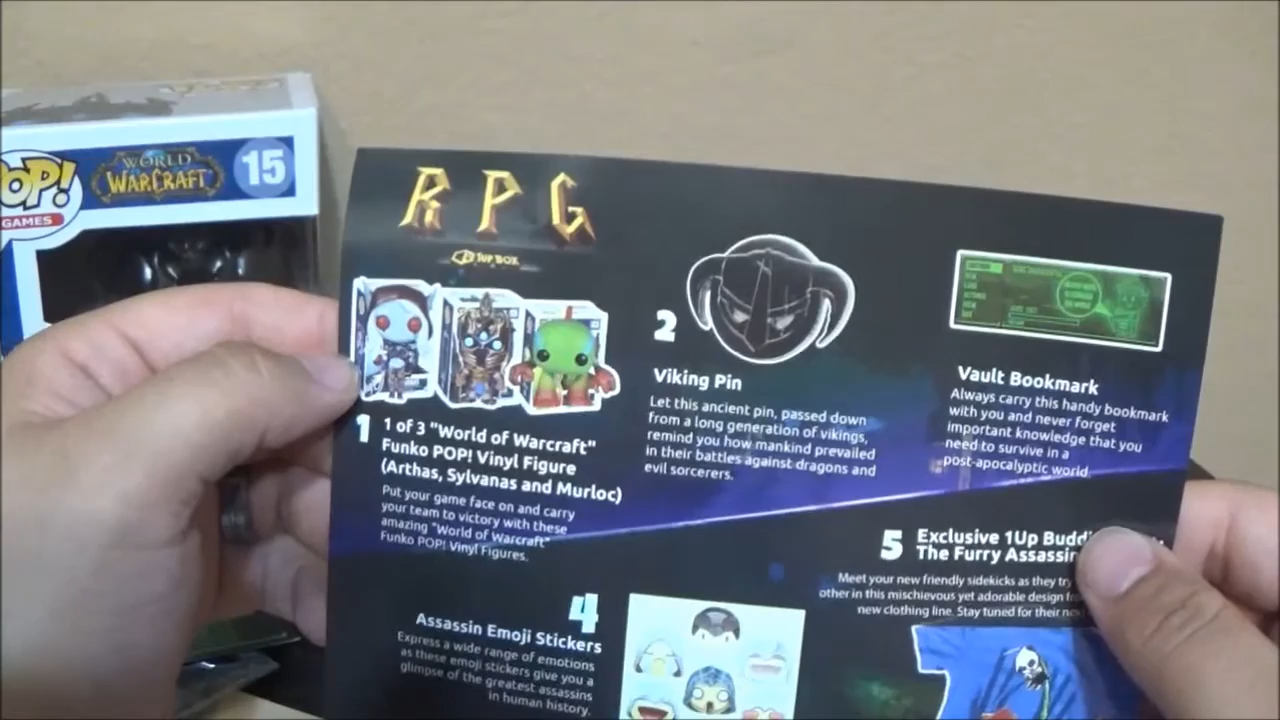 POP!
GAMES
WORLD
WARCRAFT
15
RPG
1UP BOX
1
1 of 3 "World of Warcraft"
Funko POP! Vinyl Figure
(Arthas, Sylvanas and Murloc)
Put your game face on and carry
your team to victory with these
amazing "World of Warcraft"
Funko POP! Vinyl Figures.
2
Viking Pin
Let this ancient pin, passed down
from a long generation of vikings,
remind you how mankind prevailed
in their battles against dragons and
evil sorcerers.
Vault Bookmark
Always carry this handy bookmark
with you and never forget
important knowledge that you
need to survive in a
post-apocalyptic world
4
Assassin Emoji Stickers
Express a wide range of emotions
as these emoji stickers give you a
glimpse of the greatest assassins
in human history.
5
Exclusive 1Up
The Furry
Meet your new friendly sidekicks as they try
other in this mischievous yet adorable design
new clothing line. Stay tuned for their